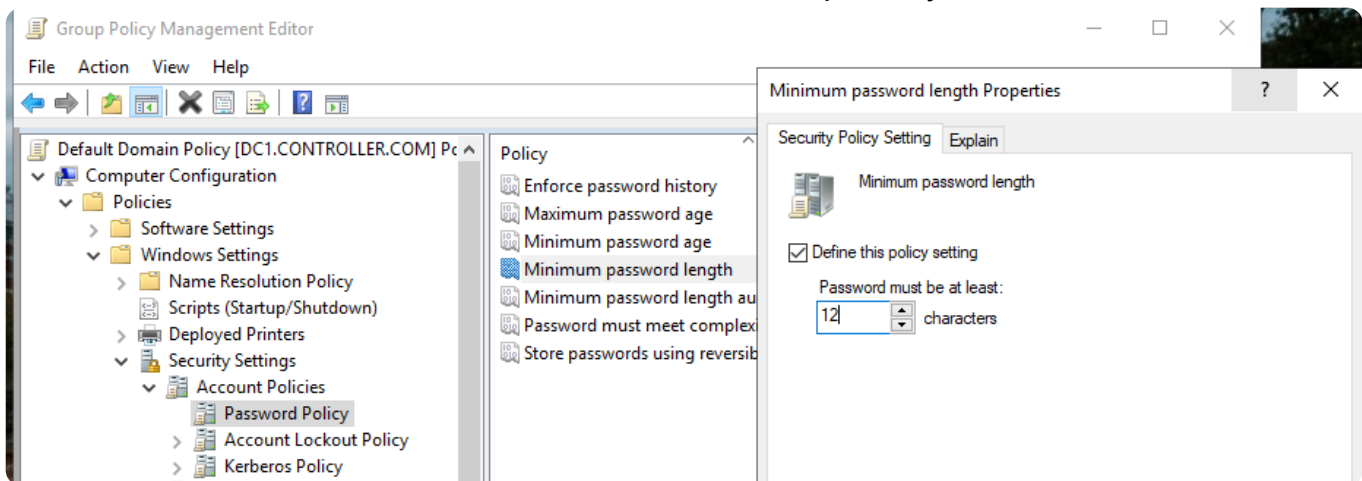 Group Policy Management Editor
File Action View Help
Default Domain Policy [DC1.CONTROLLER.COM] Pc
Computer Configuration
Policies
Software Settings
Windows Settings
Name Resolution Policy
Scripts (Startup/Shutdown)
Deployed Printers
Security Settings
Account Policies
Password Policy
Account Lockout Policy
Kerberos Policy
Policy
Enforce password history
Maximum password age
Minimum password age
Minimum password length
Minimum password length au
Password must meet complexi
Store passwords using reversib
Minimum password length Properties
?
Security Policy Setting Explain
Minimum password length
Define this policy setting
Password must be at least:
12 characters